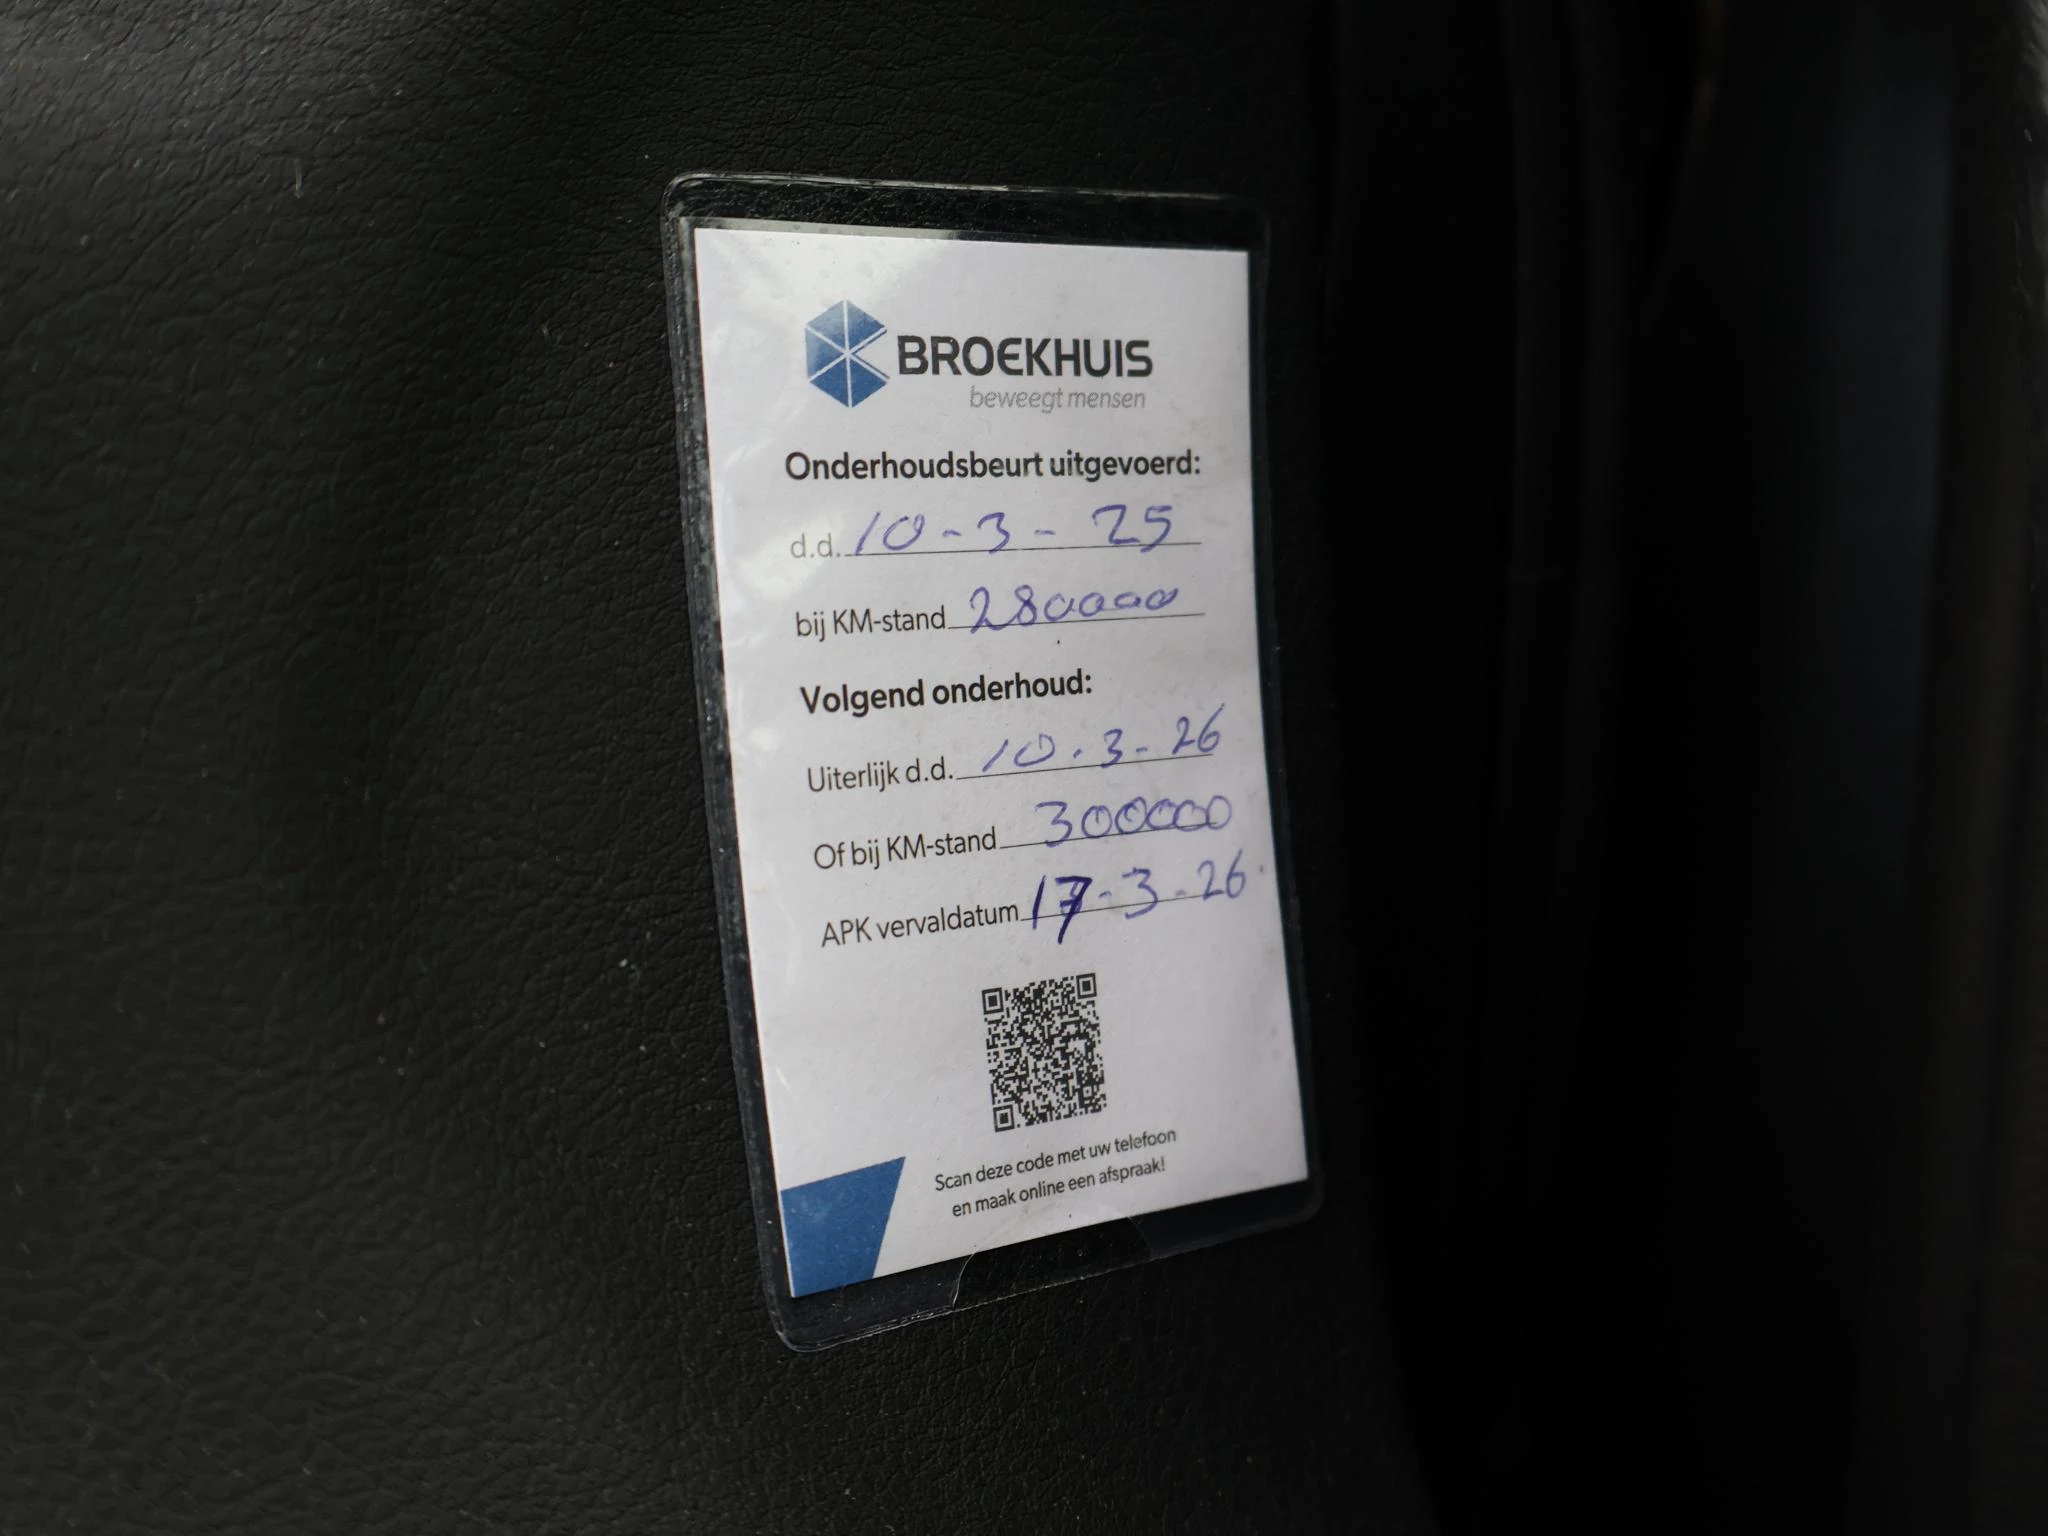 BROEKHUIS
beweegt mensen
Onderhoudsbeurt uitgevoerd:
d.d. 10-3-25
bij KM-stand 280000
Volgend onderhoud:
Uiterlijk d.d. 10-3-26
Of bij KM-stand 300000
APK vervaldatum 17-3-26
Scan deze code met uw telefoon
en maak online een afspraak!